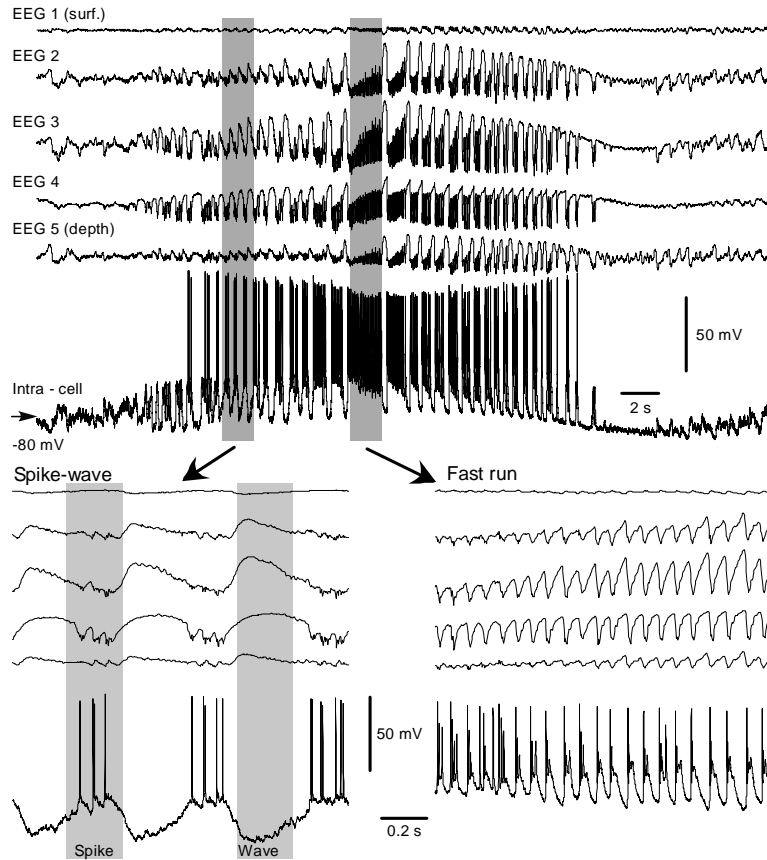 EEG 1 (surf.)
EEG 2
EEG 3
EEG 4
EEG 5 (depth)
50 mV
Intra - cell
2 s
-80 mV
Spike-wave
Fast run
50 mV
0.2 s
Spike
Wave